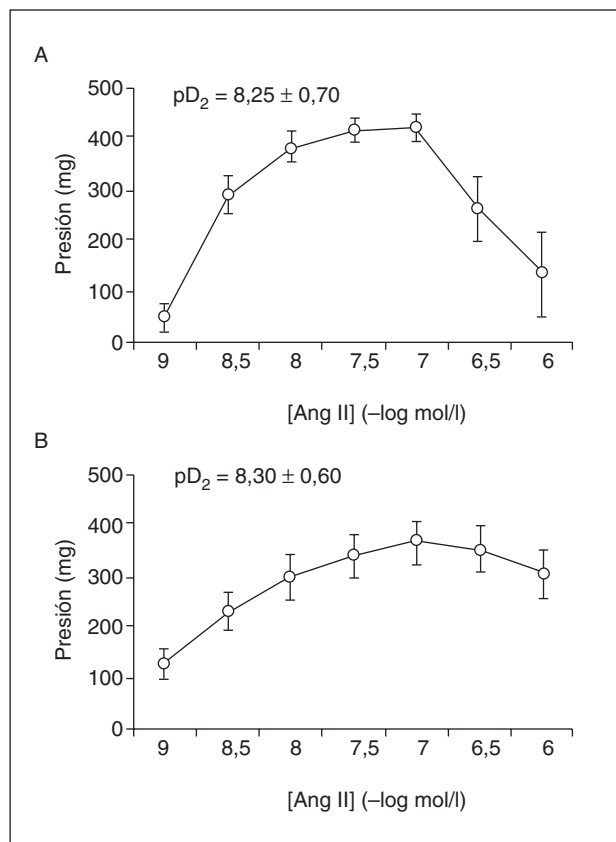 A
pD2 = 8,25 ± 0,70
Presión (mg)
500
400
300
200
100
0
9 8,5 8 7,5 7 6,5 6
[Ang II] (–log mol/l)
B
pD2 = 8,30 ± 0,60
Presión (mg)
500
400
300
200
100
0
9 8,5 8 7,5 7 6,5 6
[Ang II] (–log mol/l)